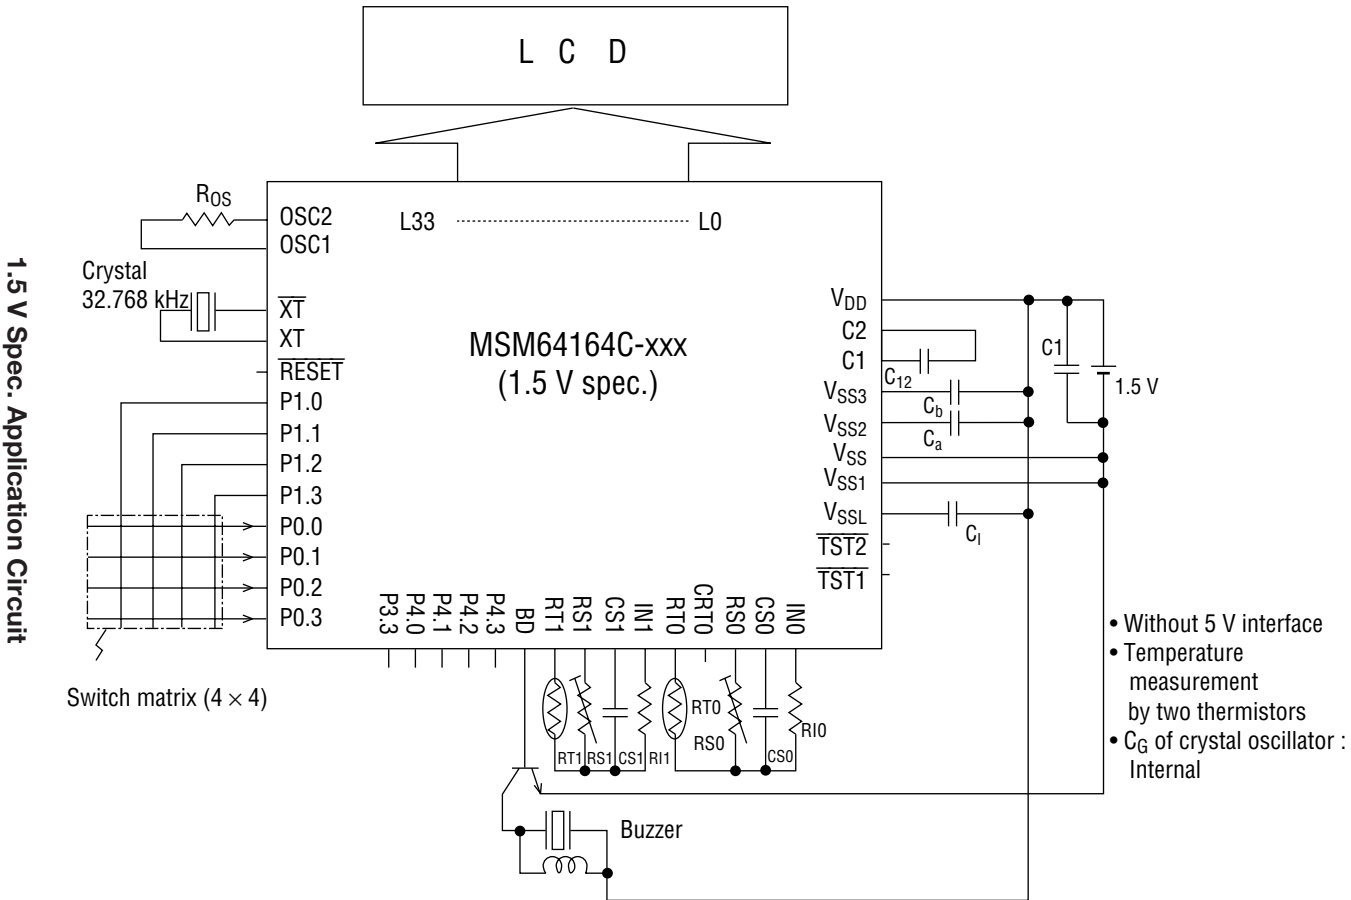 1.5 V Spec. Application Circuit
L C D
L33 L0
MSM64164C-xxx
(1.5 V spec.)
ROS
OSC2
OSC1
Crystal
32.768 kHz
XT
XT
RESET
P1.0
P1.1
P1.2
P1.3
P0.0
P0.1
P0.2
P0.3
Switch matrix (4 × 4)
P3.3
P4.0
P4.1
P4.2
P4.3
BD
RT1
RS1
CS1
IN1
RT0
CRT0
RS0
CS0
IN0
VDD
C2
C1
C12
VSS3
Cb
VSS2
Ca
VSS
VSS1
VSSL
Cl
TST2
TST1
C1
1.5 V
RT1
RS1
CS1
RI1
RT0
RS0
CS0
RI0
Buzzer
• Without 5 V interface
• Temperature
measurement
by two thermistors
• CG of crystal oscillator :
Internal